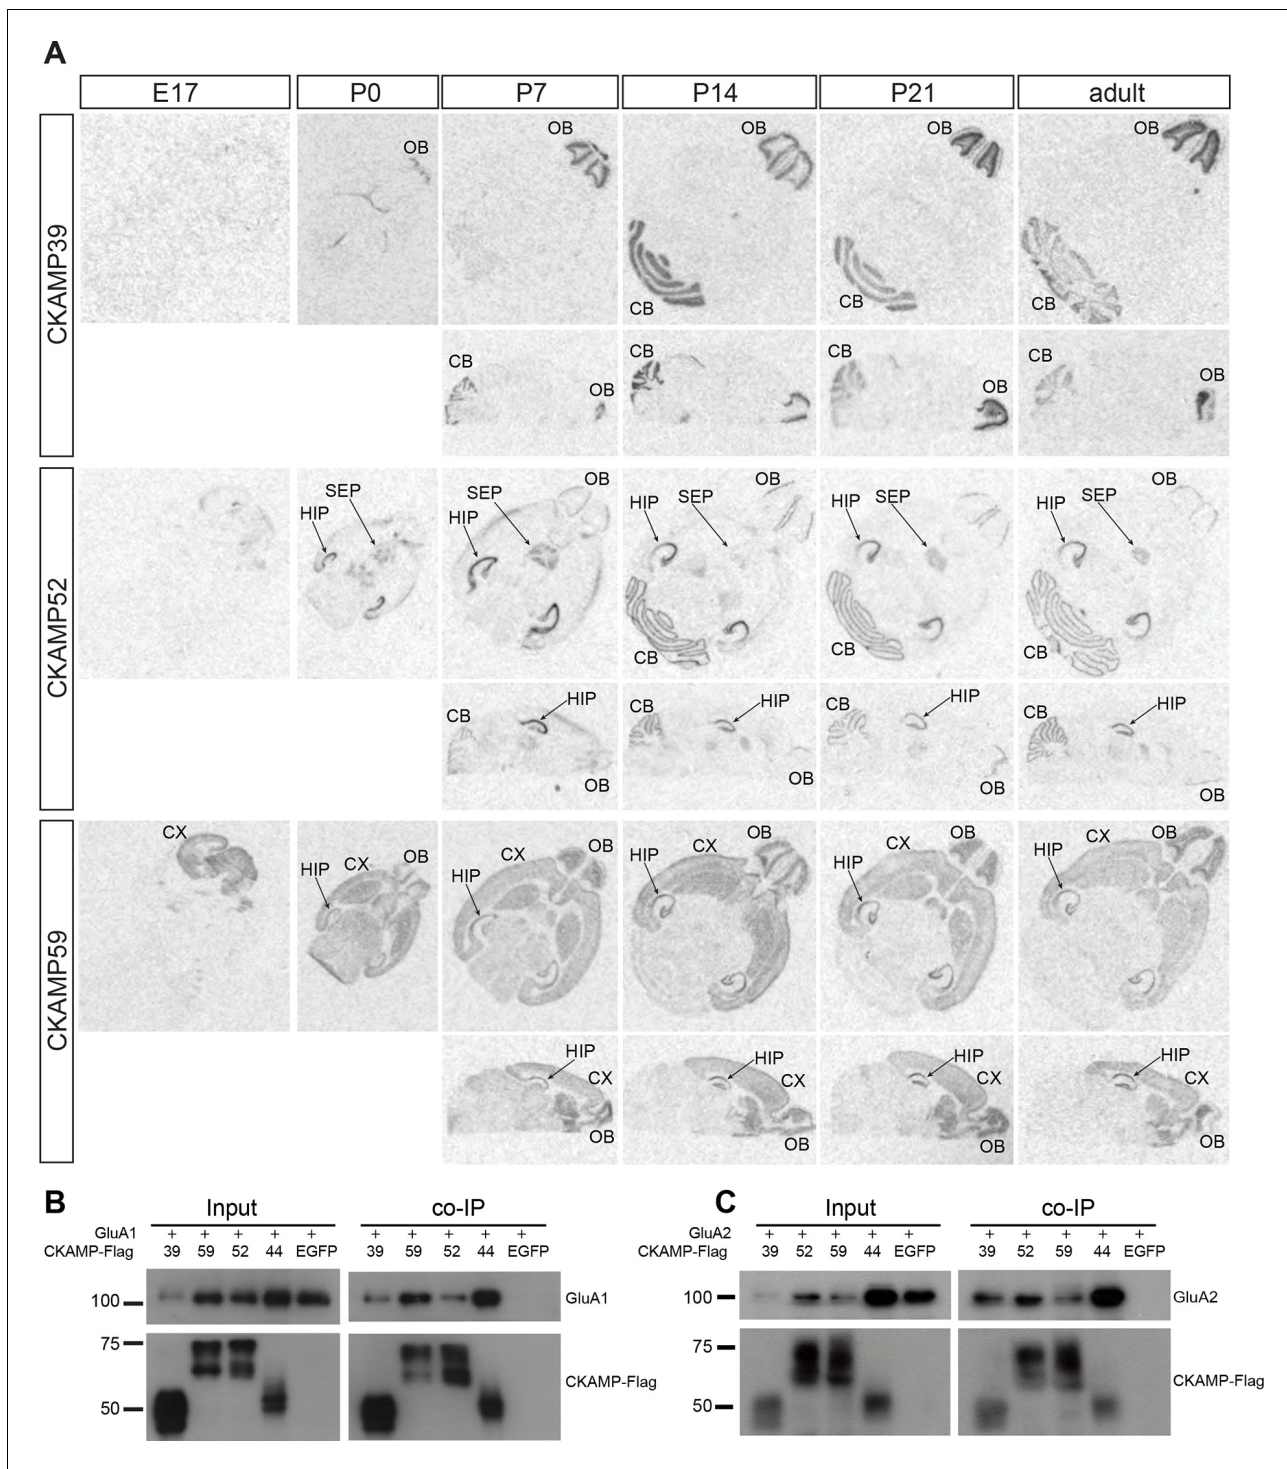 A
E17 P0 P7 P14 P21 adult
CKAMP39
OB OB OB OB OB
CB CB CB
CB OB CB OB CB OB CB OB
CKAMP52
HIP SEP HIP SEP OB HIP SEP OB HIP SEP HIP SEP OB
CB CB CB
CB HIP OB CB HIP OB CB HIP OB CB HIP OB
CKAMP59
CX HIP CX OB HIP CX OB HIP CX OB HIP CX OB HIP CX OB
HIP CX OB HIP CX OB HIP CX OB HIP CX OB
B
Input co-IP
GluA1 + + + + + + + + + +
CKAMP-Flag 39 59 52 44 EGFP 39 59 52 44 EGFP
100 GluA1
75
CKAMP-Flag
50
C
Input co-IP
GluA2 + + + + + + + + + +
CKAMP-Flag 39 52 59 44 EGFP 39 52 59 44 EGFP
100 GluA2
75
CKAMP-Flag
50